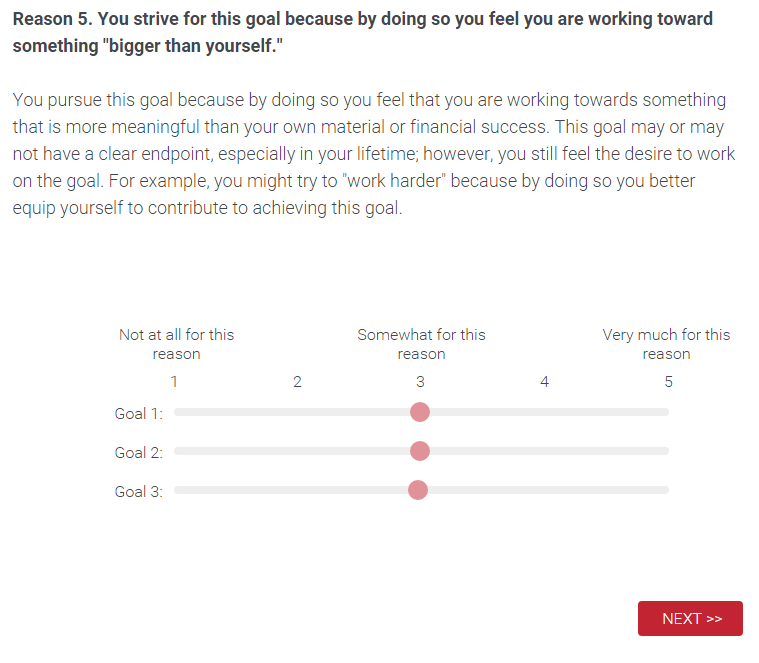 Reason 5. You strive for this goal because by doing so you feel you are working toward
something "bigger than yourself."
You pursue this goal because by doing so you feel that you are working towards something
that is more meaningful than your own material or financial success. This goal may or may
not have a clear endpoint, especially in your lifetime; however, you still feel the desire to work
on the goal. For example, you might try to "work harder" because by doing so you better
equip yourself to contribute to achieving this goal.
Not at all for this Somewhat for this Very much for this
reason reason reason
1 2 3 4 5
Goal 1:
Goal 2:
Goal 3:
NEXT >>